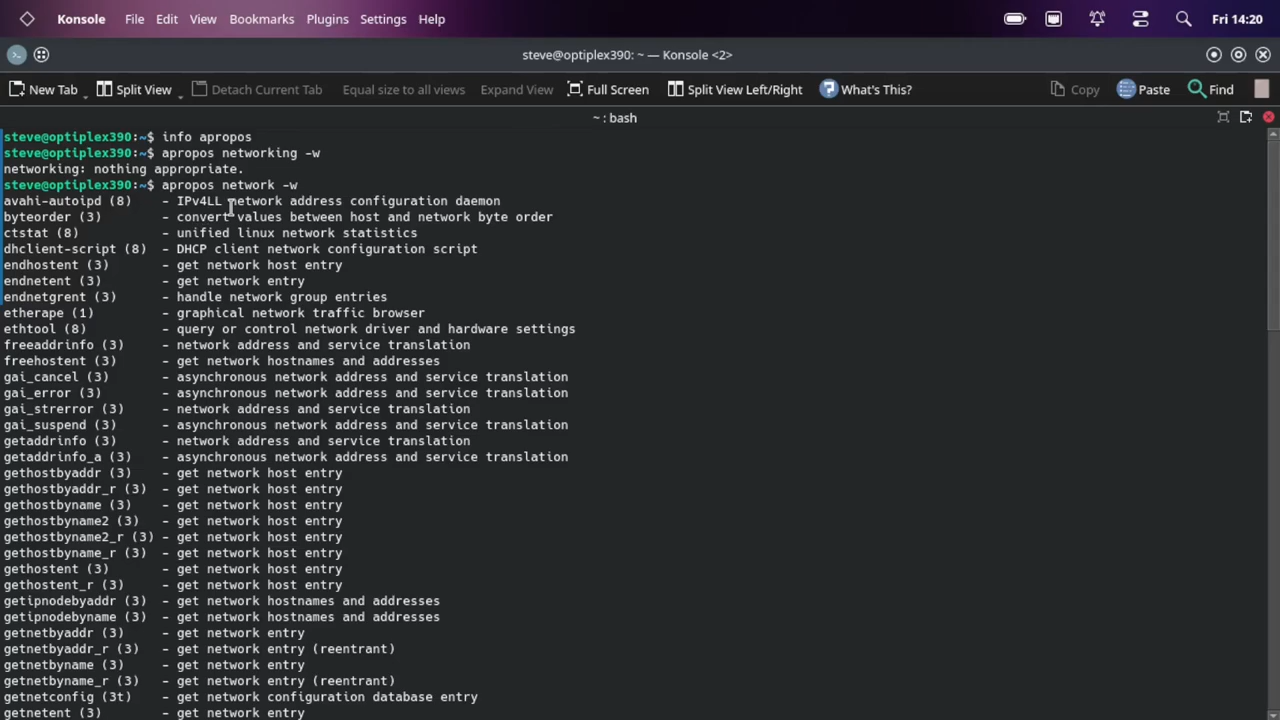 Konsole File Edit View Bookmarks Plugins Settings Help Fri 14:20
steve@optiplex390: ~ — Konsole <2>
New Tab Split View Detach Current Tab Equal size to all views Expand View Full Screen Split View Left/Right What's This? Copy Paste Find
~ : bash
steve@optiplex390:~$ info apropos
steve@optiplex390:~$ apropos networking -w
networking: nothing appropriate.
steve@optiplex390:~$ apropos network -w
avahi-autoipd (8) - IPv4LL network address configuration daemon
byteorder (3) - convert values between host and network byte order
ctstat (8) - unified linux network statistics
dhclient-script (8) - DHCP client network configuration script
endhostent (3) - get network host entry
endnetent (3) - get network entry
endnetgrent (3) - handle network group entries
etherape (1) - graphical network traffic browser
ethtool (8) - query or control network driver and hardware settings
freeaddrinfo (3) - network address and service translation
freehostent (3) - get network hostnames and addresses
gai_cancel (3) - asynchronous network address and service translation
gai_error (3) - asynchronous network address and service translation
gai_strerror (3) - network address and service translation
gai_suspend (3) - asynchronous network address and service translation
getaddrinfo (3) - network address and service translation
getaddrinfo_a (3) - asynchronous network address and service translation
gethostbyaddr (3) - get network host entry
gethostbyaddr_r (3) - get network host entry
gethostbyname (3) - get network host entry
gethostbyname2 (3) - get network host entry
gethostbyname2_r (3) - get network host entry
gethostbyname_r (3) - get network host entry
gethostent (3) - get network host entry
gethostent_r (3) - get network host entry
getipnodebyaddr (3) - get network hostnames and addresses
getipnodebyname (3) - get network hostnames and addresses
getnetbyaddr (3) - get network entry
getnetbyaddr_r (3) - get network entry (reentrant)
getnetbyname (3) - get network entry
getnetbyname_r (3) - get network entry (reentrant)
getnetconfig (3t) - get network configuration database entry
getnetent (3) - get network entry